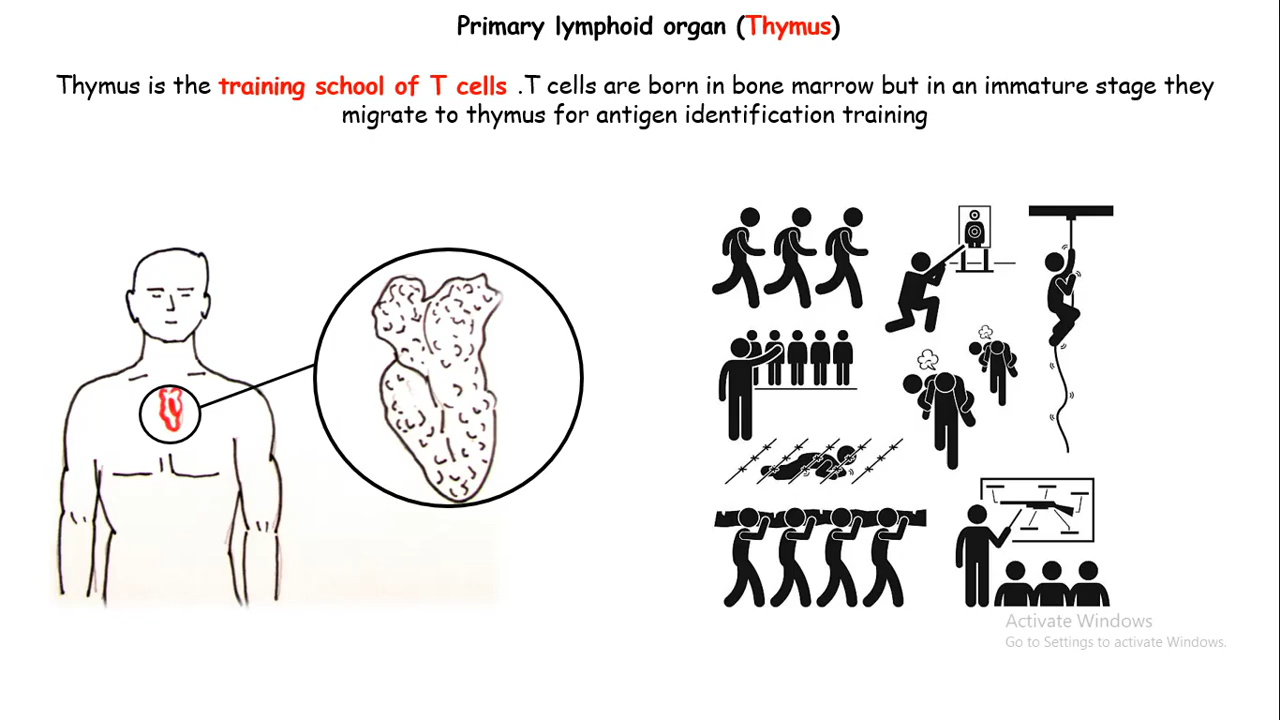 Primary lymphoid organ (Thymus)
Thymus is the training school of T cells .T cells are born in bone marrow but in an immature stage they
migrate to thymus for antigen identification training
Activate Windows
Go to Settings to activate Windows.